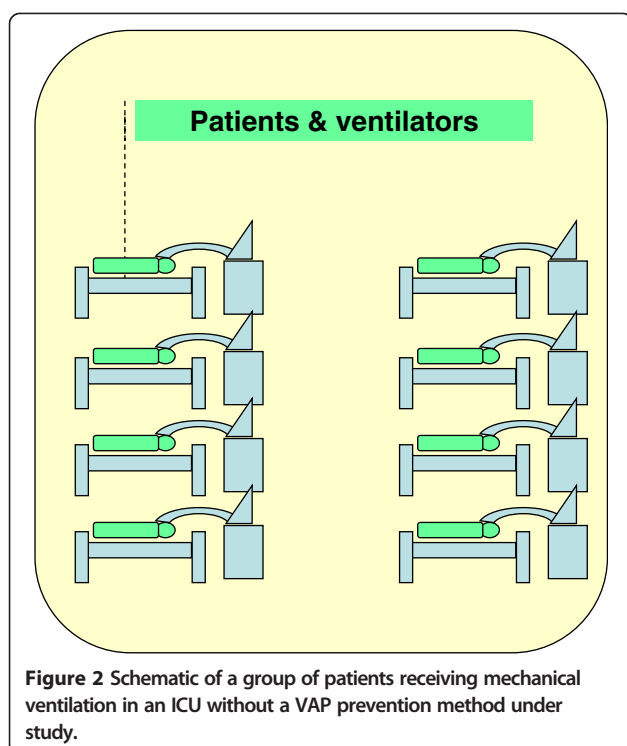 Patients & ventilators
Figure 2 Schematic of a group of patients receiving mechanical
ventilation in an ICU without a VAP prevention method under
study.